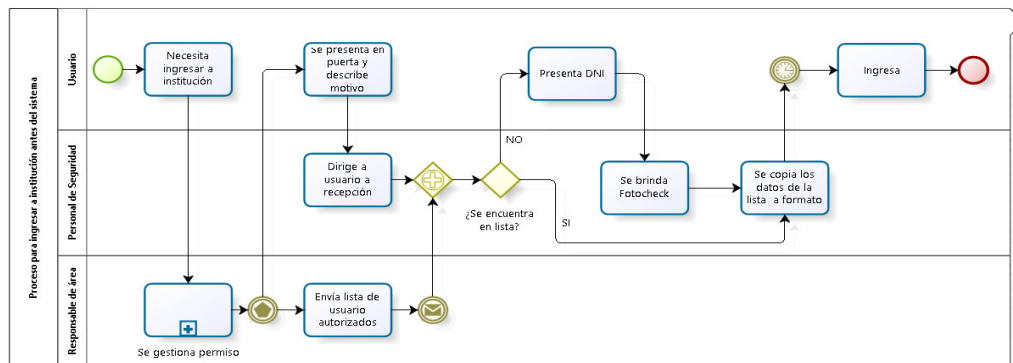 Proceso para ingresar a institución antes del sistema
Usuario
Necesita
ingresar a
institución
Se presenta en
puerta y
describe
motivo
Presenta DNI
Ingresa
NO
Personal de Seguridad
Dirige a
usuario a
recepción
¿Se encuentra
en lista?
SI
Se brinda
Fotocheck
Se copia los
datos de la
lista a formato
Responsable de área
Se gestiona permiso
Envía lista de
usuario
autorizados